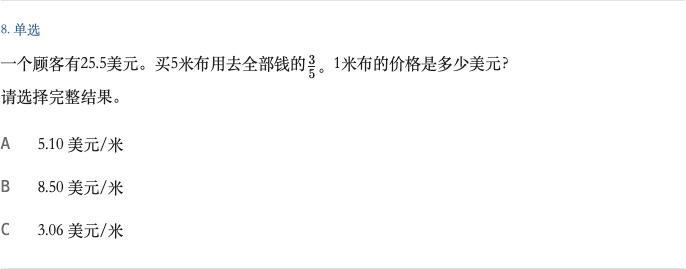 8. 单选
一个顾客有25.5美元。买5米布用去全部钱的3/5。1米布的价格是多少美元?
请选择完整结果。
A 5.10 美元/米
B 8.50 美元/米
C 3.06 美元/米